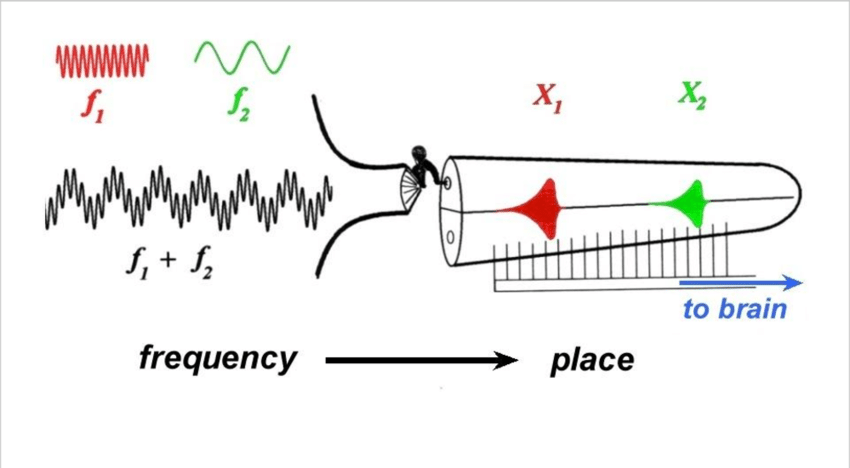 X₁ X₂
f₁ f₂
f₁ + f₂
to brain
frequency place